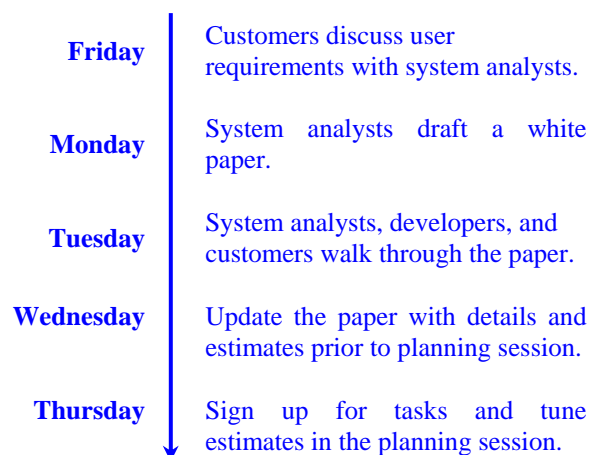 Friday
Customers discuss user
requirements with system analysts.
Monday
System analysts draft a white
paper.
Tuesday
System analysts, developers, and
customers walk through the paper.
Wednesday
Update the paper with details and
estimates prior to planning session.
Thursday
Sign up for tasks and tune
estimates in the planning session.